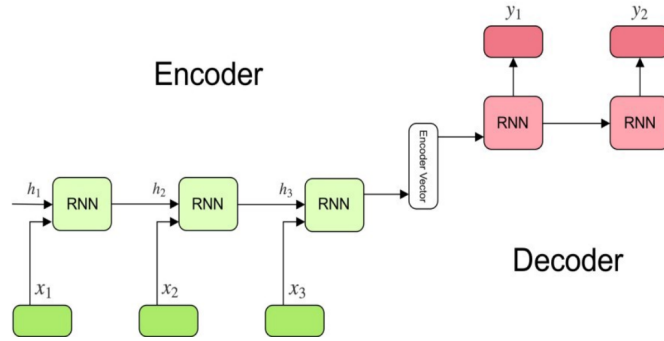 y₁ y₂
Encoder
RNN RNN
Encoder Vector
h₁ RNN h₂ RNN h₃ RNN
Decoder
x₁ x₂ x₃